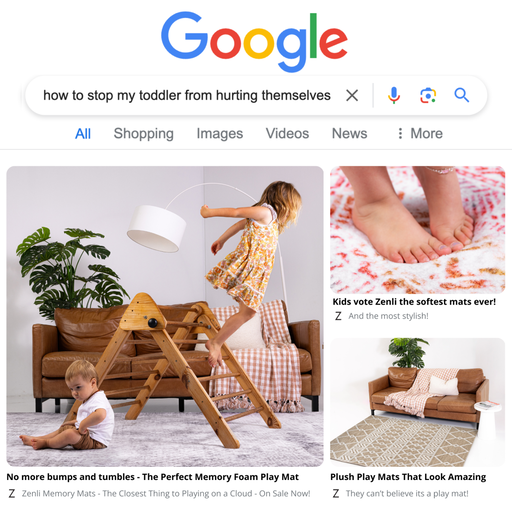 Google
how to stop my toddler from hurting themselves
All Shopping Images Videos News More
Kids vote Zenli the softest mats ever!
Z And the most stylish!
No more bumps and tumbles - The Perfect Memory Foam Play Mat
Z Zenli Memory Mats - The Closest Thing to Playing on a Cloud - On Sale Now!
Plush Play Mats That Look Amazing
Z They can't believe its a play mat!